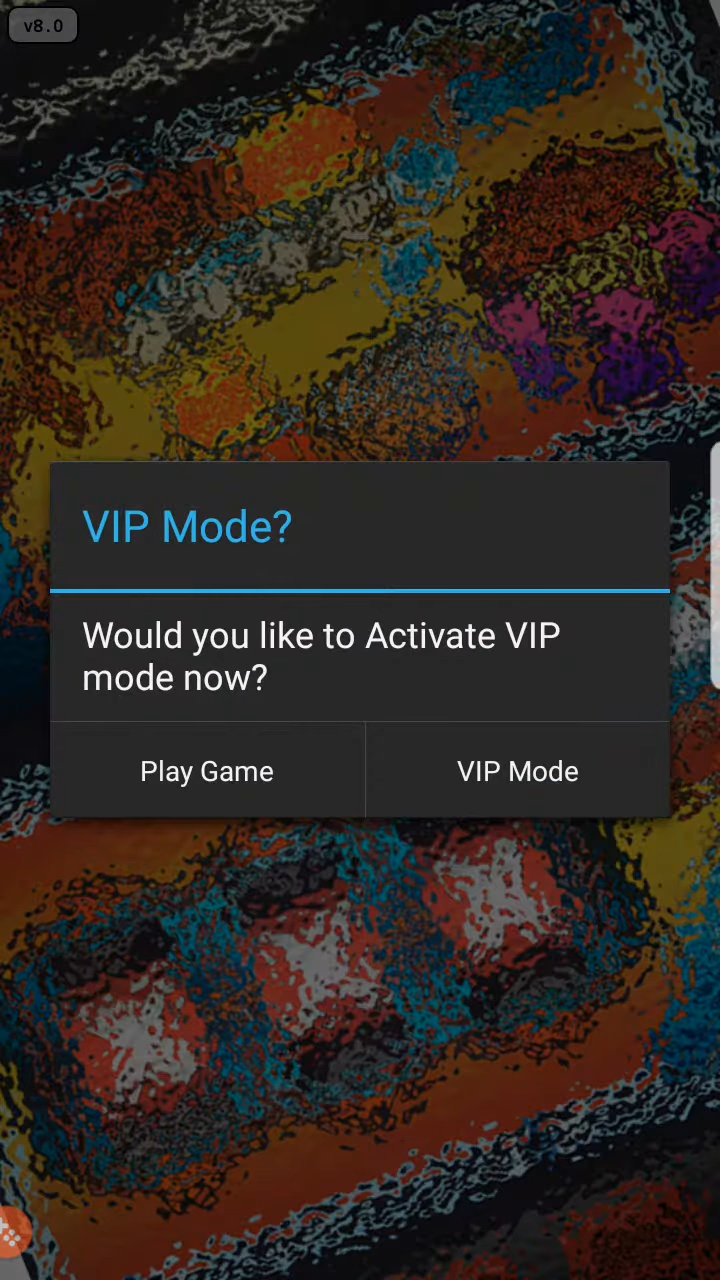 v8.0
VIP Mode?
Would you like to Activate VIP
mode now?
Play Game
VIP Mode